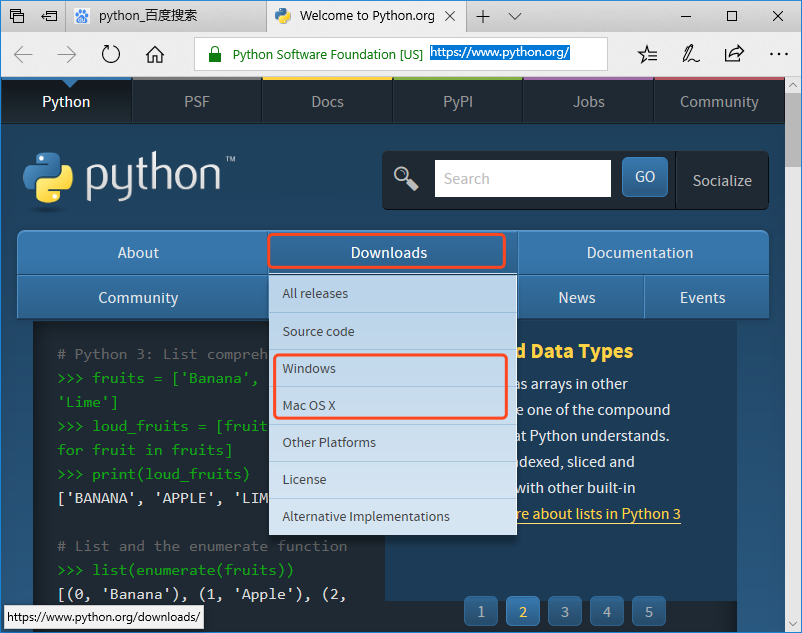 python_百度搜索
Welcome to Python.org
Python Software Foundation [US] https://www.python.org/
Python PSF Docs PyPI Jobs Community
python™
Search GO Socialize
About Downloads Documentation
Community News Events
All releases
Source code
Windows
Mac OS X
Other Platforms
License
Alternative Implementations
# Python 3: List compreh
>>> fruits = ['Banana',
'Lime']
>>> loud_fruits = [fruit
for fruit in fruits]
>>> print(loud_fruits)
['BANANA', 'APPLE', 'LIM
# List and the enumerate function
>>> list(enumerate(fruits))
[(0, 'Banana'), (1, 'Apple'), (2,
d Data Types
as arrays in other
e one of the compound
at Python understands.
ndexed, sliced and
with other built-in
re about lists in Python 3
1 2 3 4 5
https://www.python.org/downloads/